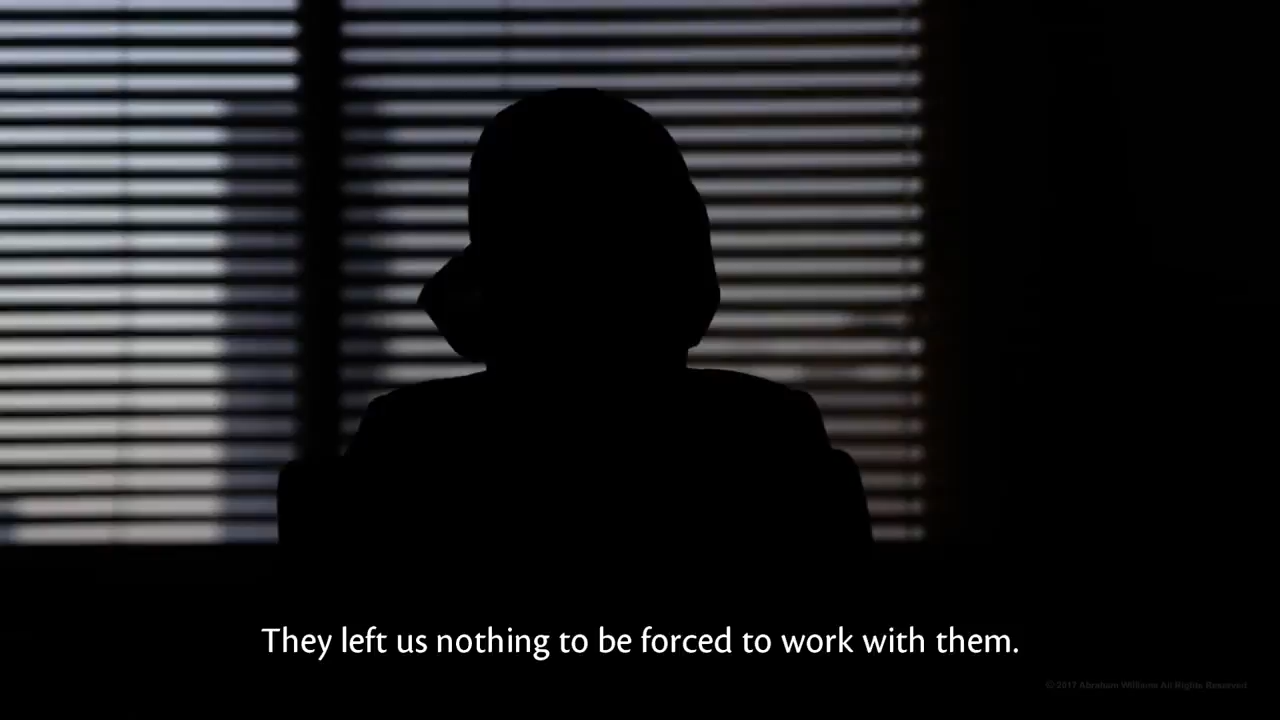 They left us nothing to be forced to work with them.
© 2017 Abraham Williams All Rights Reserved